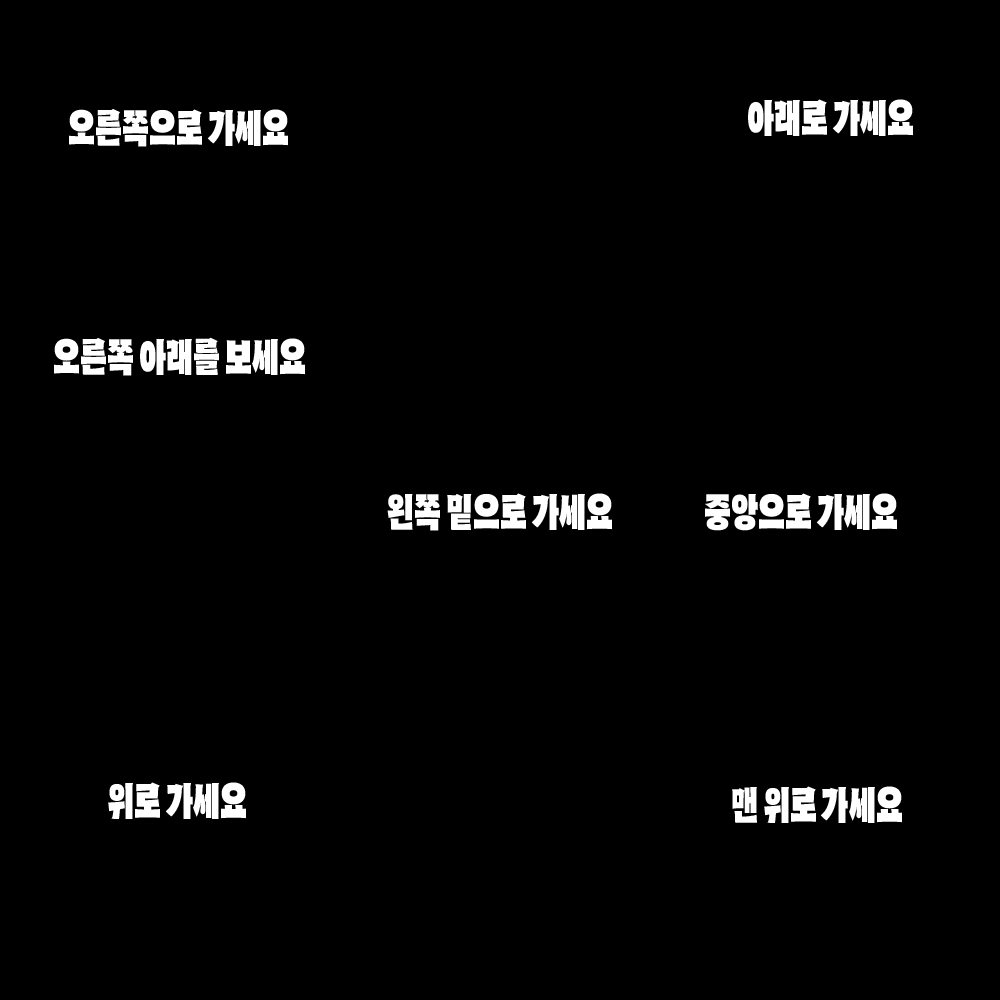 오른쪽으로 가세요
아래로 가세요
오른쪽 아래를 보세요
왼쪽 밑으로 가세요
중앙으로 가세요
위로 가세요
맨 위로 가세요